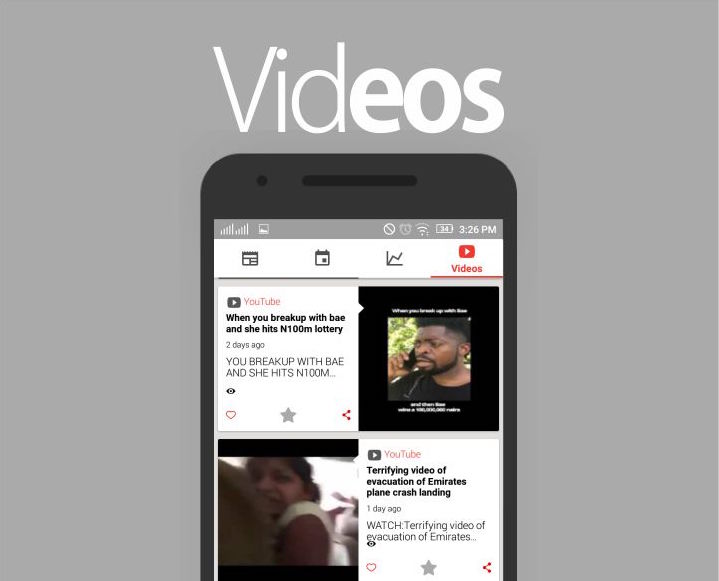 Videos
34 3:26 PM
Videos
YouTube
When you breakup with bae
and she hits N100m lottery
2 days ago
YOU BREAKUP WITH BAE
AND SHE HITS N100M...
When you break up with Bae
and then Bae
wins a 100,000,000 naira
YouTube
Terrifying video of
evacuation of Emirates
plane crash landing
1 day ago
WATCH:Terrifying video of
evacuation of Emirates...